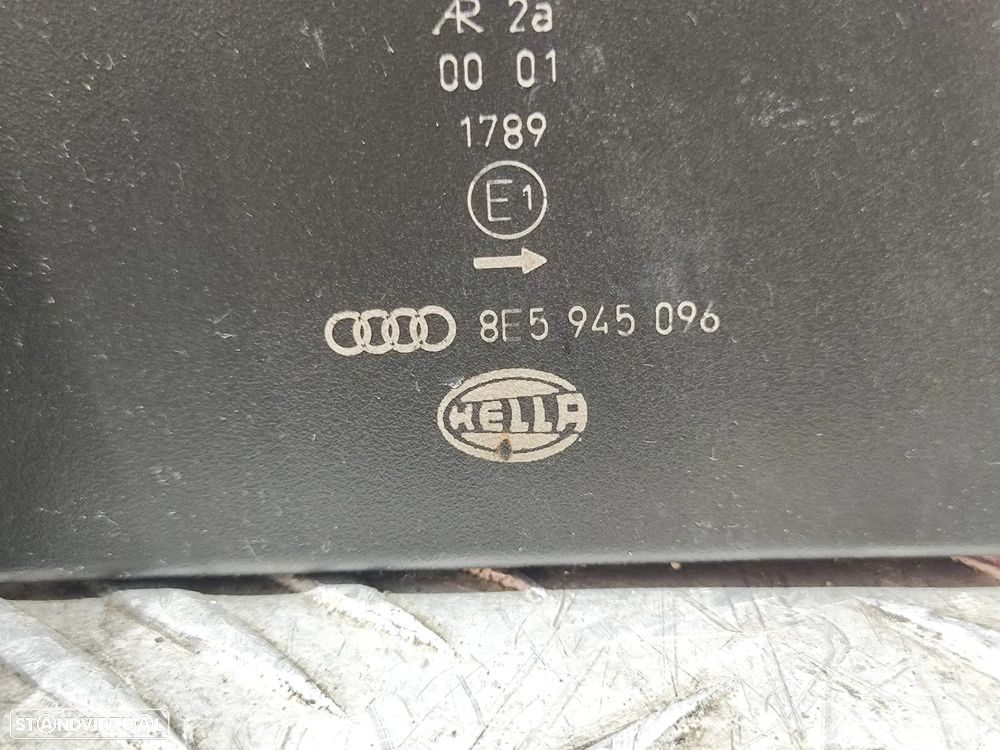 AR 2a
00 01
1789
E1
8E5 945 096
HELLA
STANDVIRTUAL